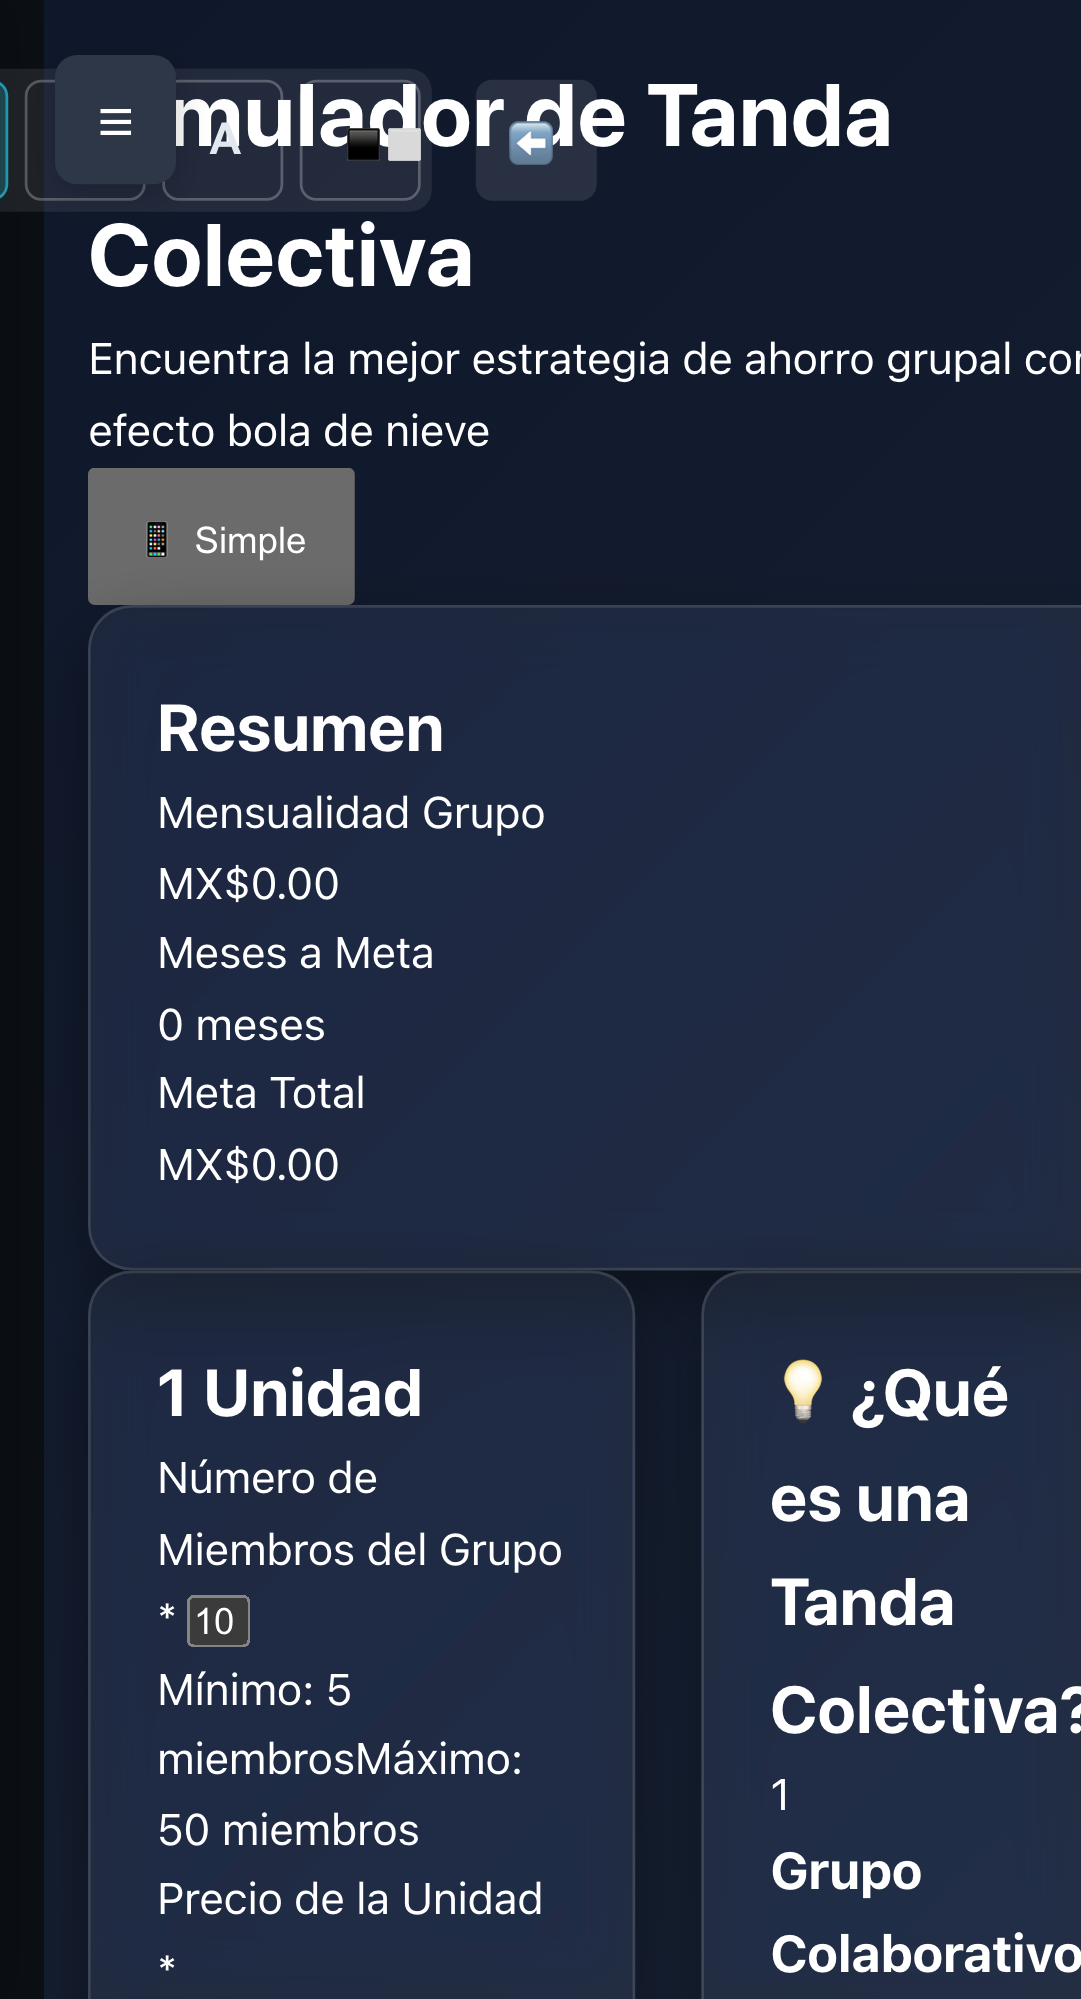 mulador de Tanda
A
Colectiva
Encuentra la mejor estrategia de ahorro grupal
efecto bola de nieve
Simple
Resumen
Mensualidad Grupo
MX$0.00
Meses a Meta
0 meses
Meta Total
MX$0.00
1 Unidad
Número de
Miembros del Grupo
* 10
Mínimo: 5
miembrosMáximo:
50 miembros
Precio de la Unidad
*
¿Qué
es una
Tanda
Colectiva?
1
Grupo
Colaborativo